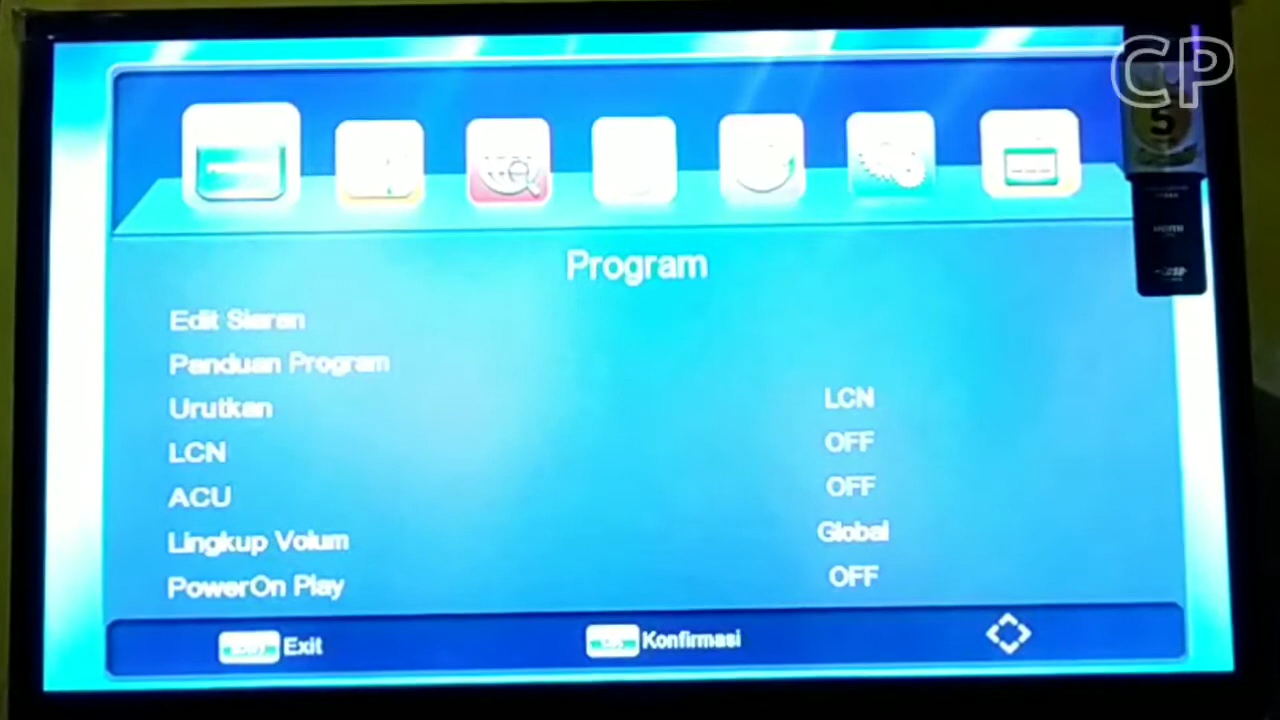 CP
5
Program
Edit Siaran
Panduan Program
Urutkan LCN
LCN OFF
ACU OFF
Lingkup Volum Global
PowerOn Play OFF
Exit Konfirmasi